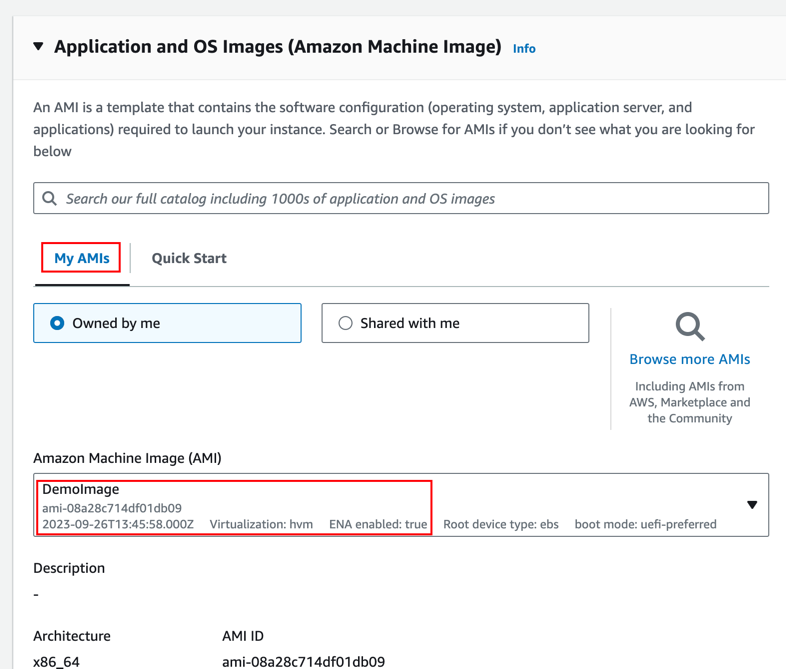 Application and OS Images (Amazon Machine Image) Info
An AMI is a template that contains the software configuration (operating system, application server, and
applications) required to launch your instance. Search or Browse for AMIs if you don’t see what you are looking for
below
Search our full catalog including 1000s of application and OS images
My AMIs Quick Start
Owned by me Shared with me
Browse more AMIs
Including AMIs from
AWS, Marketplace and
the Community
Amazon Machine Image (AMI)
DemoImage
ami-08a28c714df01db09
2023-09-26T13:45:58.000Z Virtualization: hvm ENA enabled: true Root device type: ebs boot mode: uefi-preferred
Description
-
Architecture AMI ID
x86_64 ami-08a28c714df01db09